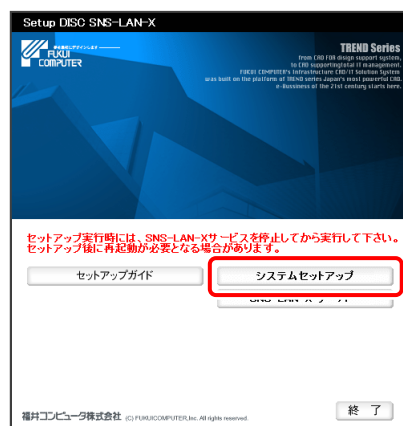 Setup DISC SNS-LAN-X
FUKUI
COMPUTER
TREND Series
from CAD FOR disign support system,
to CAD supportingtotal IT management.
FUKUI COMPUTER's Infrastructure CAD/IT Solution System
was built on the platform of TREND series Japan's most powerful CAD.
e-Bussiness of the 21st century starts here.
セットアップ実行時には、SNS-LAN-Xサービスを停止してから実行して下さい。
セットアップ後に再起動が必要となる場合があります。
セットアップガイド
システムセットアップ
終 了
福井コンピュータ株式会社 (C) FUKUICOMPUTER,Inc. All rights reserved.